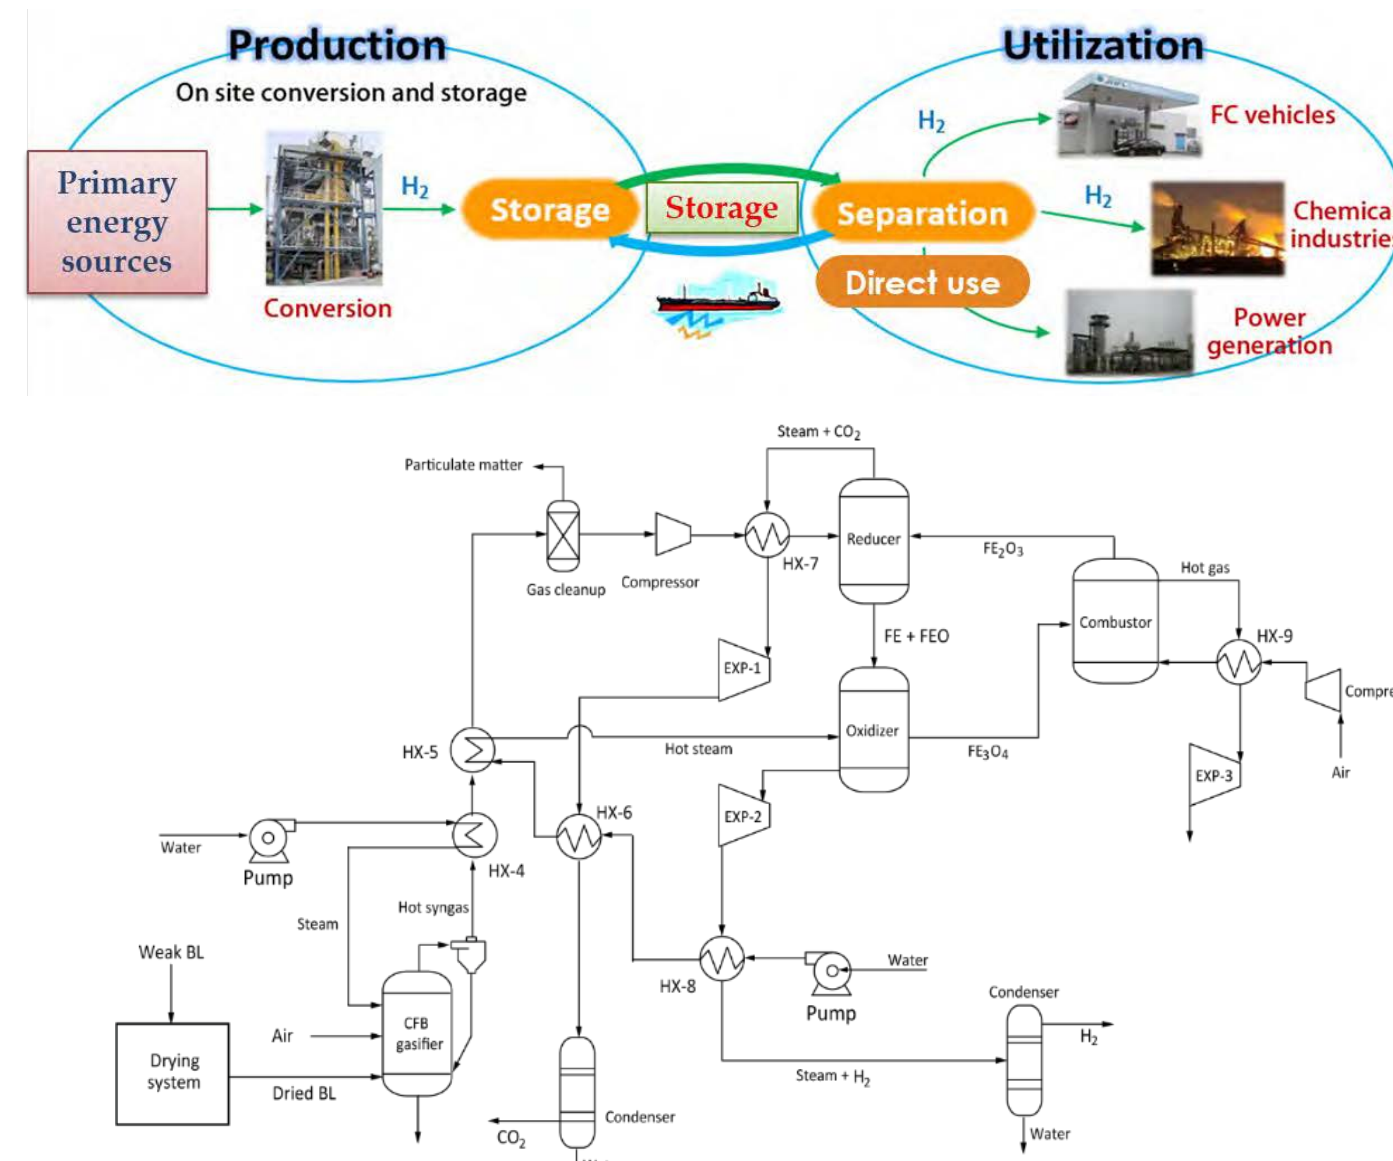 Production
Utilization
On site conversion and storage
Primary
energy
sources
H2
Conversion
Storage
Storage
Separation
Direct use
H2
FC vehicles
H2
Chemica
industries
Power
generation
Steam + CO2
Particulate matter
Gas cleanup
Compressor
HX-7
Reducer
FE2O3
Hot gas
Combustor
HX-9
Compre
Air
EXP-3
FE + FEO
EXP-1
HX-5
Hot steam
Oxidizer
FE3O4
EXP-2
HX-6
Water
Pump
HX-4
Steam
Hot syngas
Weak BL
Drying
system
Air
Dried BL
CFB
gasifier
HX-8
Water
Pump
Condenser
H2
Steam + H2
Water
Condenser
CO2